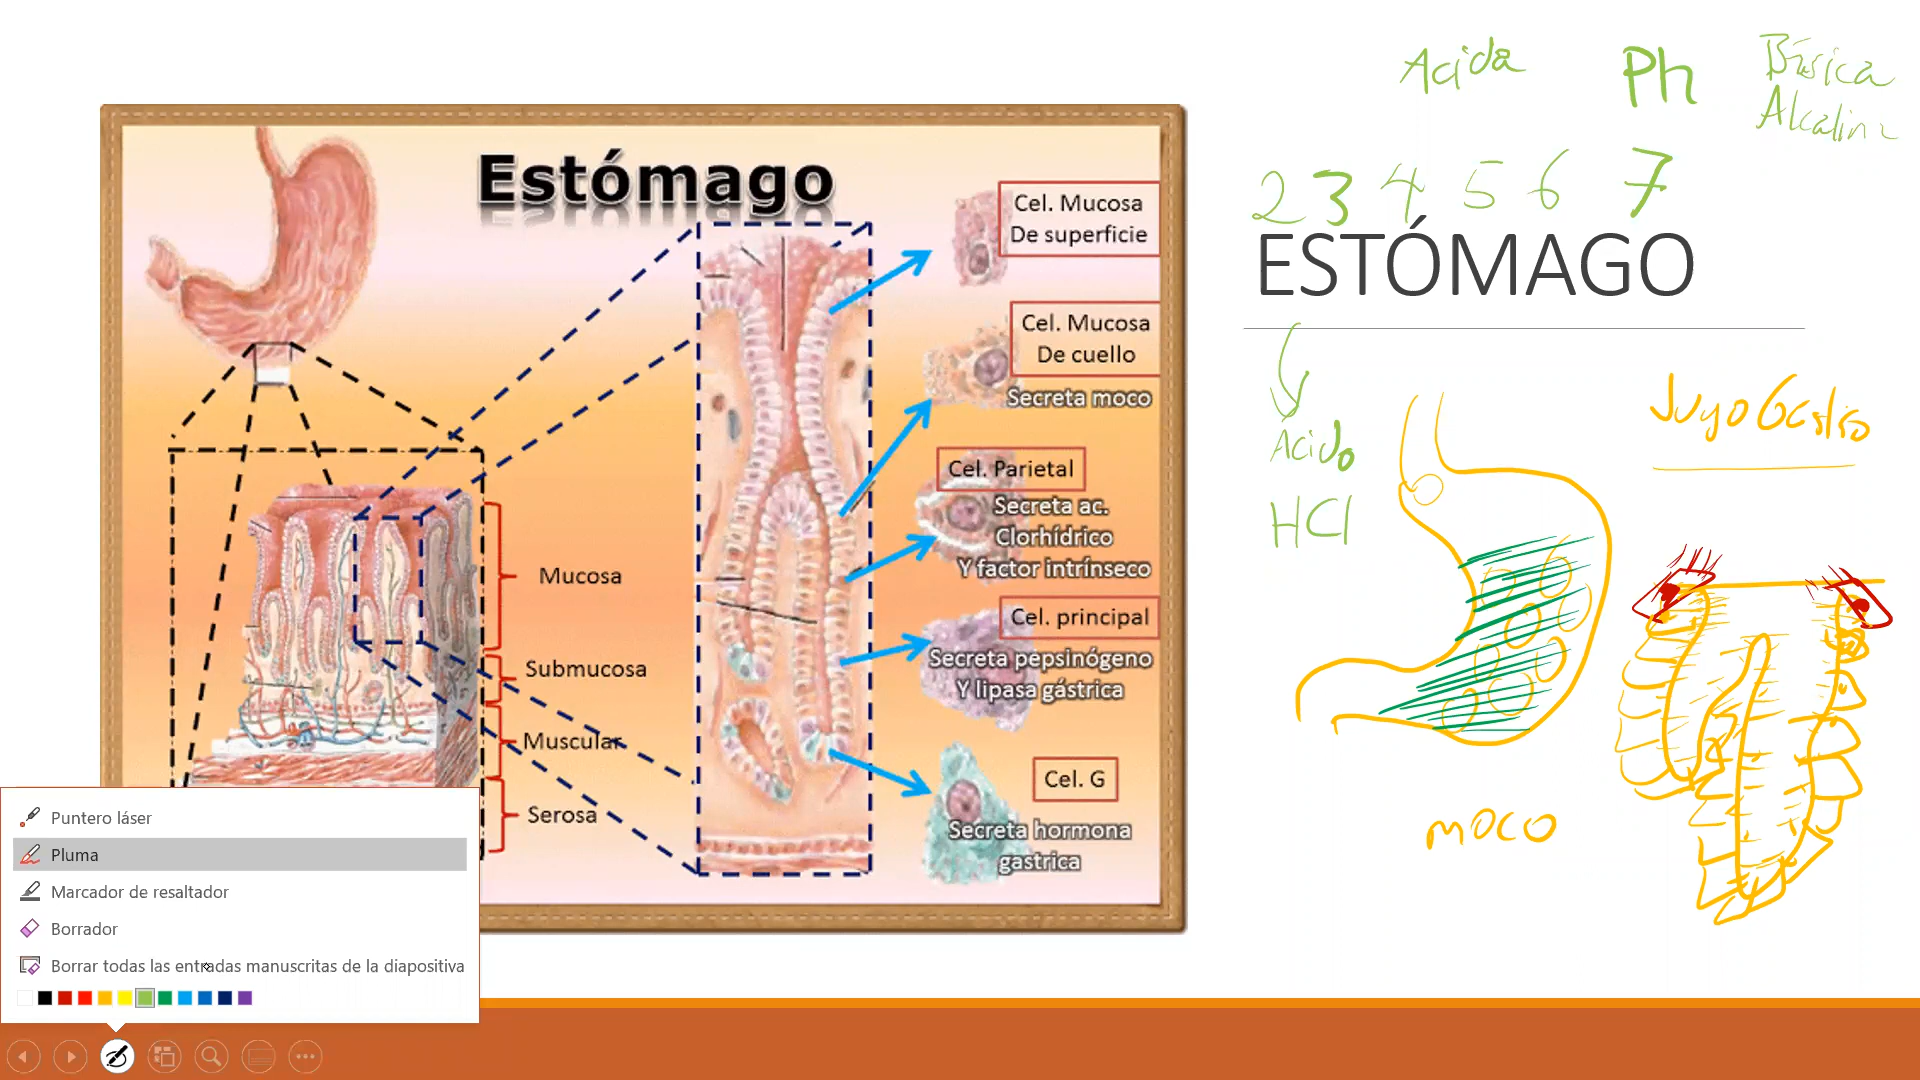 Acida Ph Básica
Alcalina
2 3 4 5 6 7
ESTÓMAGO
Estómago
Cel. Mucosa
De superficie
Cel. Mucosa
De cuello
Secreta moco
Cel. Parietal
Secreta ac.
Clorhídrico
Y factor intrínseco
Cel. principal
Secreta pepsinógeno
Y lipasa gástrica
Cel. G
Secreta hormona
gastrica
Mucosa
Submucosa
Muscular
Serosa
Acido
HCl
Jugo Gastrico
moco
Puntero láser
Pluma
Marcador de resaltador
Borrador
Borrar todas las entradas manuscritas de la diapositiva